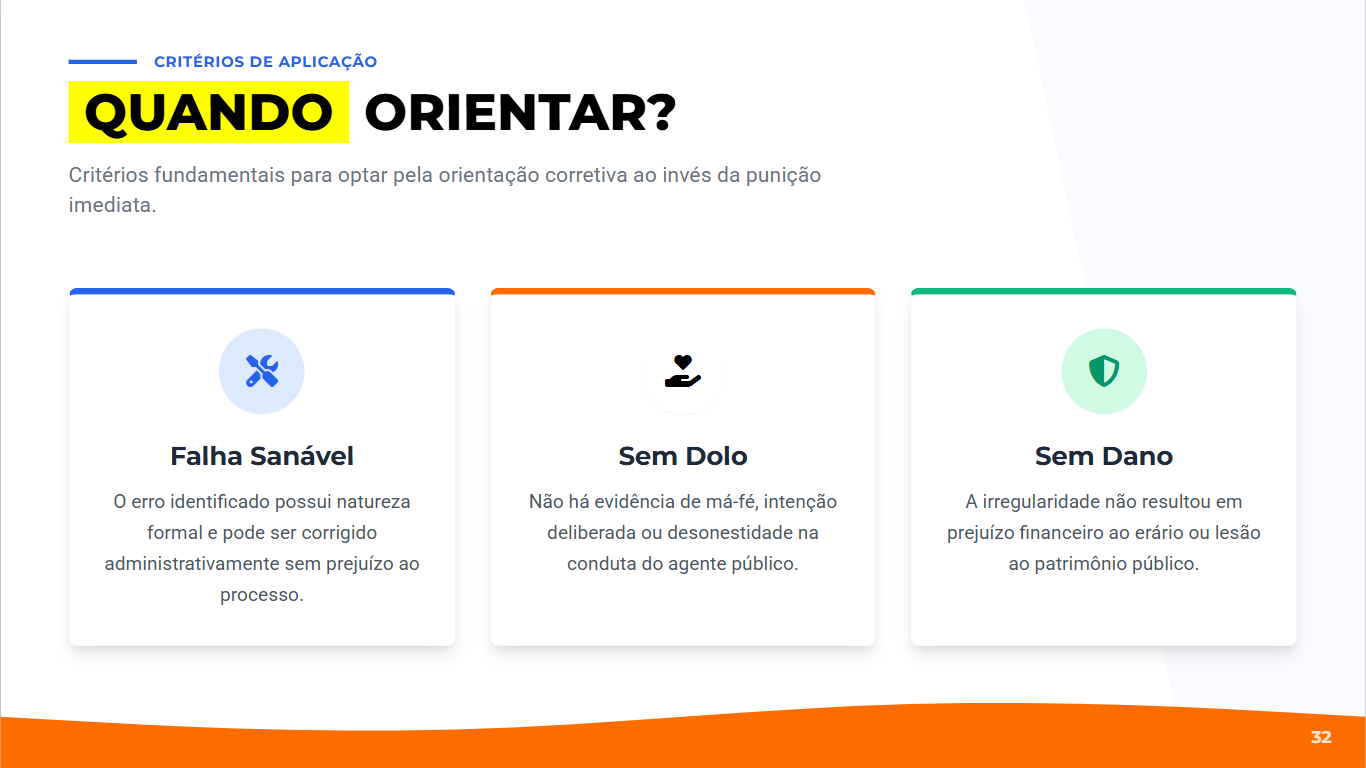 CRITÉRIOS DE APLICAÇÃO
QUANDO ORIENTAR?
Critérios fundamentais para optar pela orientação corretiva ao invés da punição
imediata.
Falha Sanável
O erro identificado possui natureza
formal e pode ser corrigido
administrativamente sem prejuízo ao
processo.
Sem Dolo
Não há evidência de má-fé, intenção
deliberada ou desonestidade na
conduta do agente público.
Sem Dano
A irregularidade não resultou em
prejuízo financeiro ao erário ou lesão
ao patrimônio público.
32